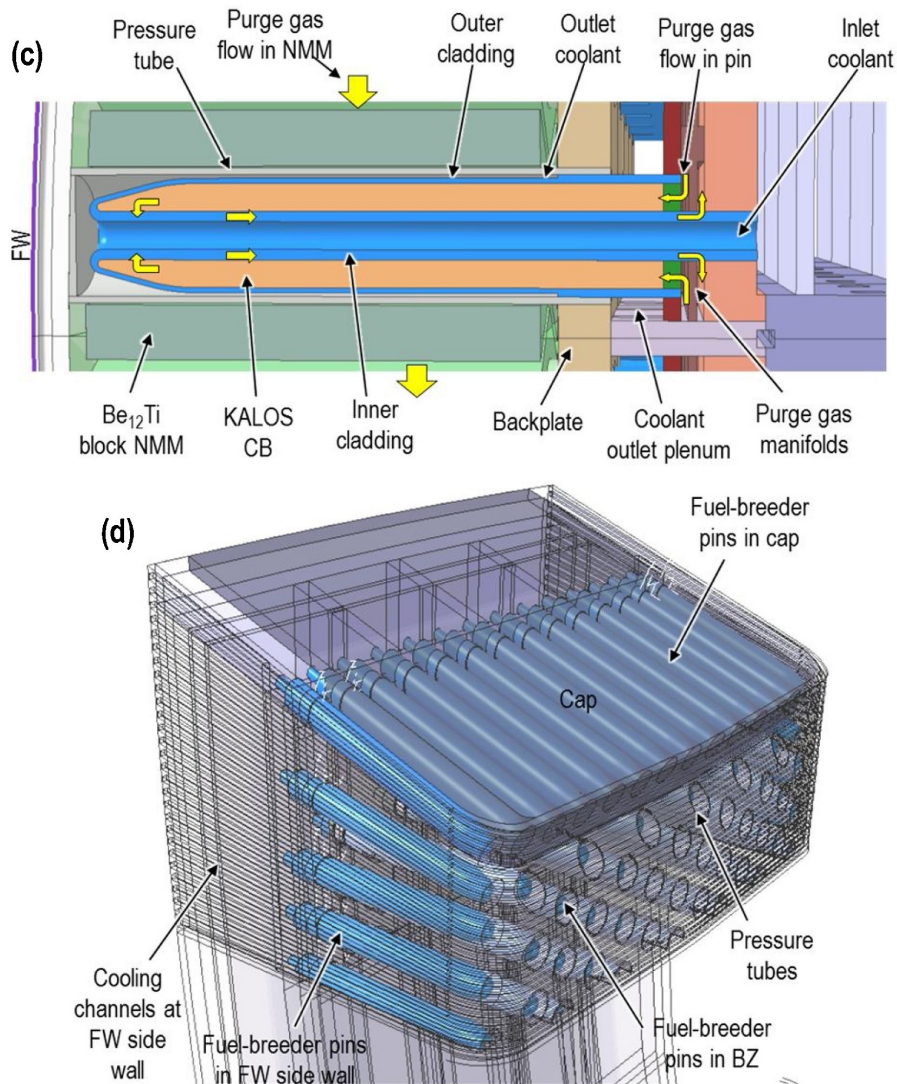 (c)
Pressure
tube
Purge gas
flow in NMM
Outer
cladding
Outlet
coolant
Purge gas
flow in pin
Inlet
coolant
FW
Be₁₂Ti
block NMM
KALOS
CB
Inner
cladding
Backplate
Coolant
outlet plenum
Purge gas
manifolds
(d)
Fuel-breeder
pins in cap
Cap
Pressure
tubes
Cooling
channels at
FW side
wall
Fuel-breeder pins
in FW side wall
Fuel-breeder
pins in BZ